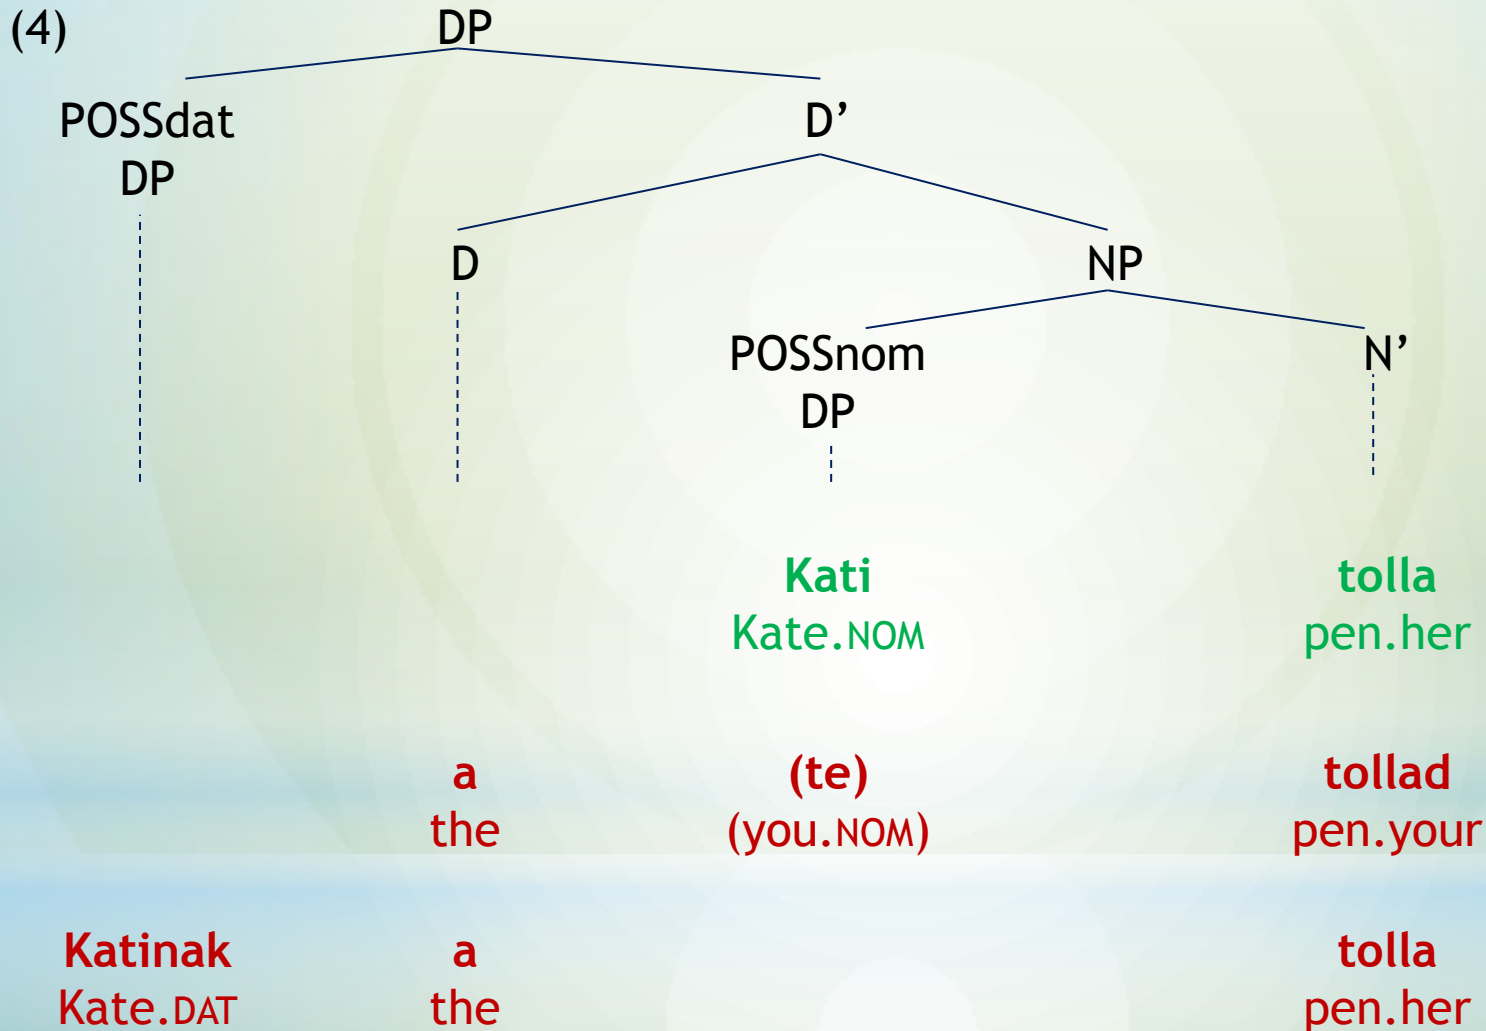 (4)
DP
POSSdat
DP
D’
D
NP
POSSnom
DP
N’
Kati tolla
Kate.NOM pen.her
a (te) tollad
the (you.NOM) pen.your
Katinak a tolla
Kate.DAT the pen.her